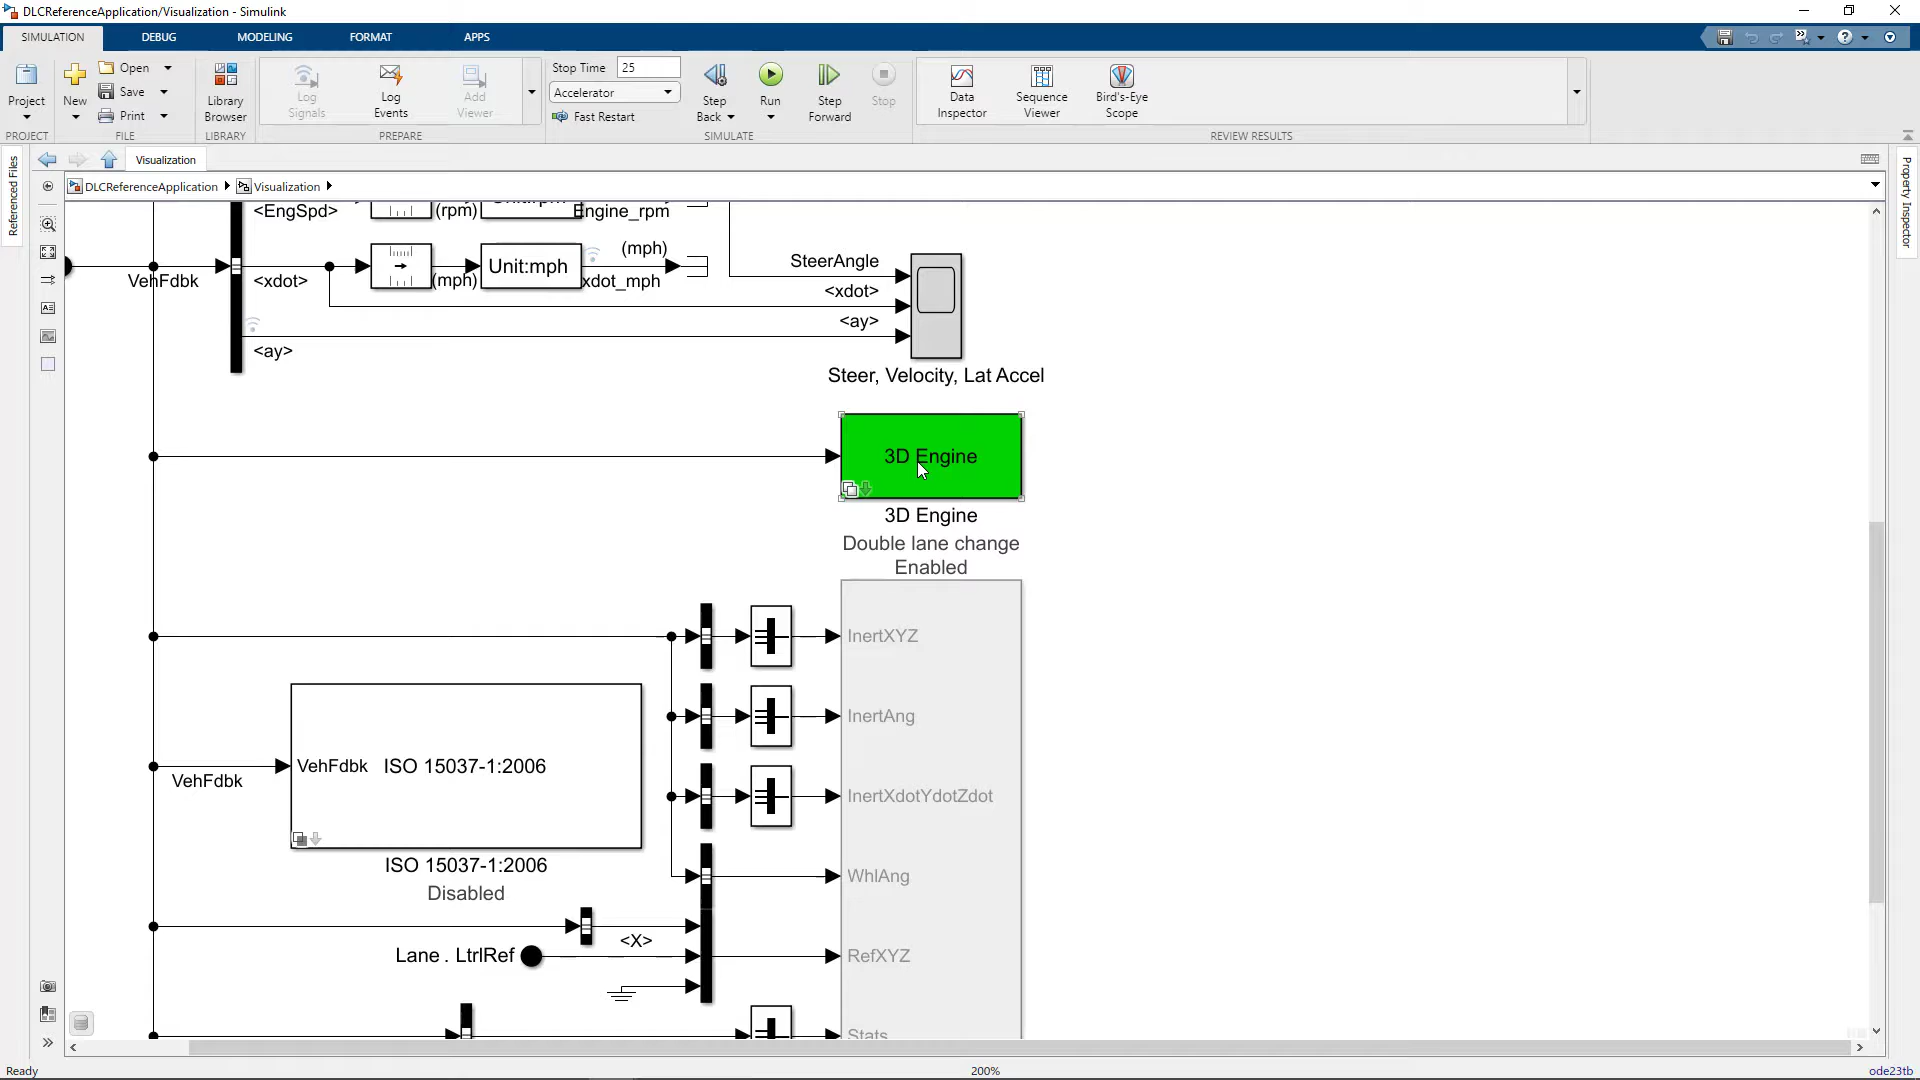 DLCReferenceApplication/Visualization - Simulink
SIMULATION
DEBUG
MODELING
FORMAT
APPS
Project
New
Open
Save
Print
Library Browser
Log Signals
Log Events
Add Viewer
Stop Time 25
Accelerator
Fast Restart
Step Back
Run
Step Forward
Stop
Data Inspector
Sequence Viewer
Bird's-Eye Scope
PROJECT
FILE
LIBRARY
PREPARE
SIMULATE
REVIEW RESULTS
Referenced Files
Property Inspector
Visualization
DLCReferenceApplication
Visualization
<EngSpd>
(rpm)
Engine_rpm
VehFdbk
<xdot>
(mph)
Unit:mph
(mph)
xdot_mph
<ay>
SteerAngle
<xdot>
<ay>
Steer, Velocity, Lat Accel
3D Engine
3D Engine
Double lane change
Enabled
InertXYZ
InertAng
InertXdotYdotZdot
WhlAng
RefXYZ
Stats
VehFdbk
VehFdbk
ISO 15037-1:2006
ISO 15037-1:2006
Disabled
<X>
Lane . LtrlRef
Ready
200%
ode23tb